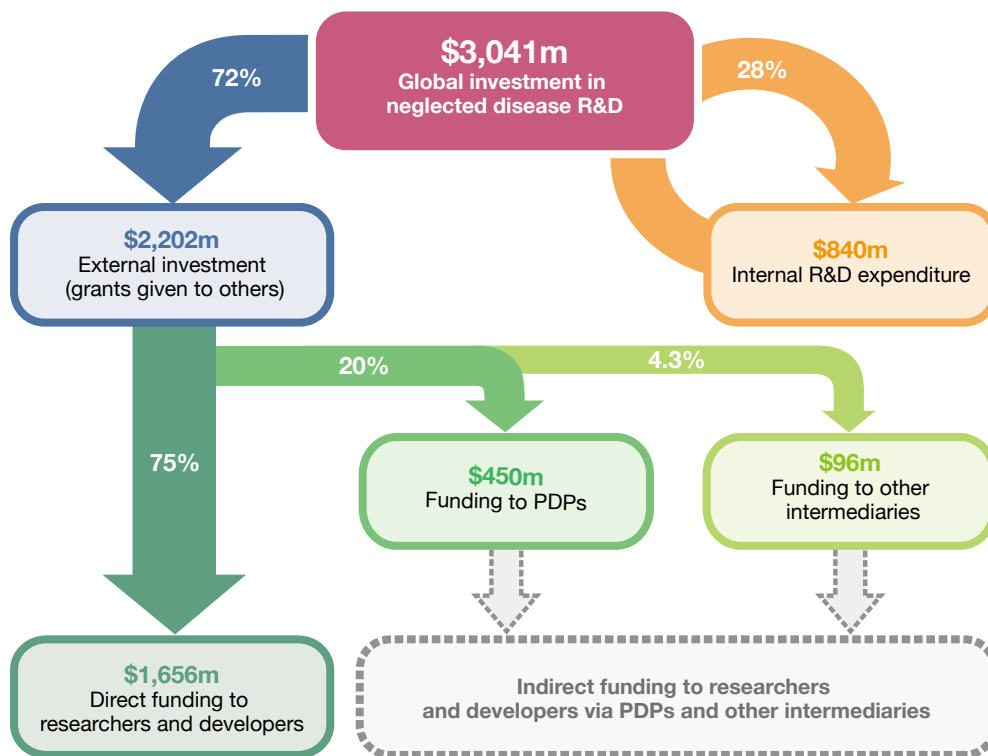 $3,041m
Global investment in
neglected disease R&D
72%
28%
$2,202m
External investment
(grants given to others)
$840m
Internal R&D expenditure
20%
4.3%
75%
$450m
Funding to PDPs
$96m
Funding to other
intermediaries
$1,656m
Direct funding to
researchers and developers
Indirect funding to researchers
and developers via PDPs and other intermediaries